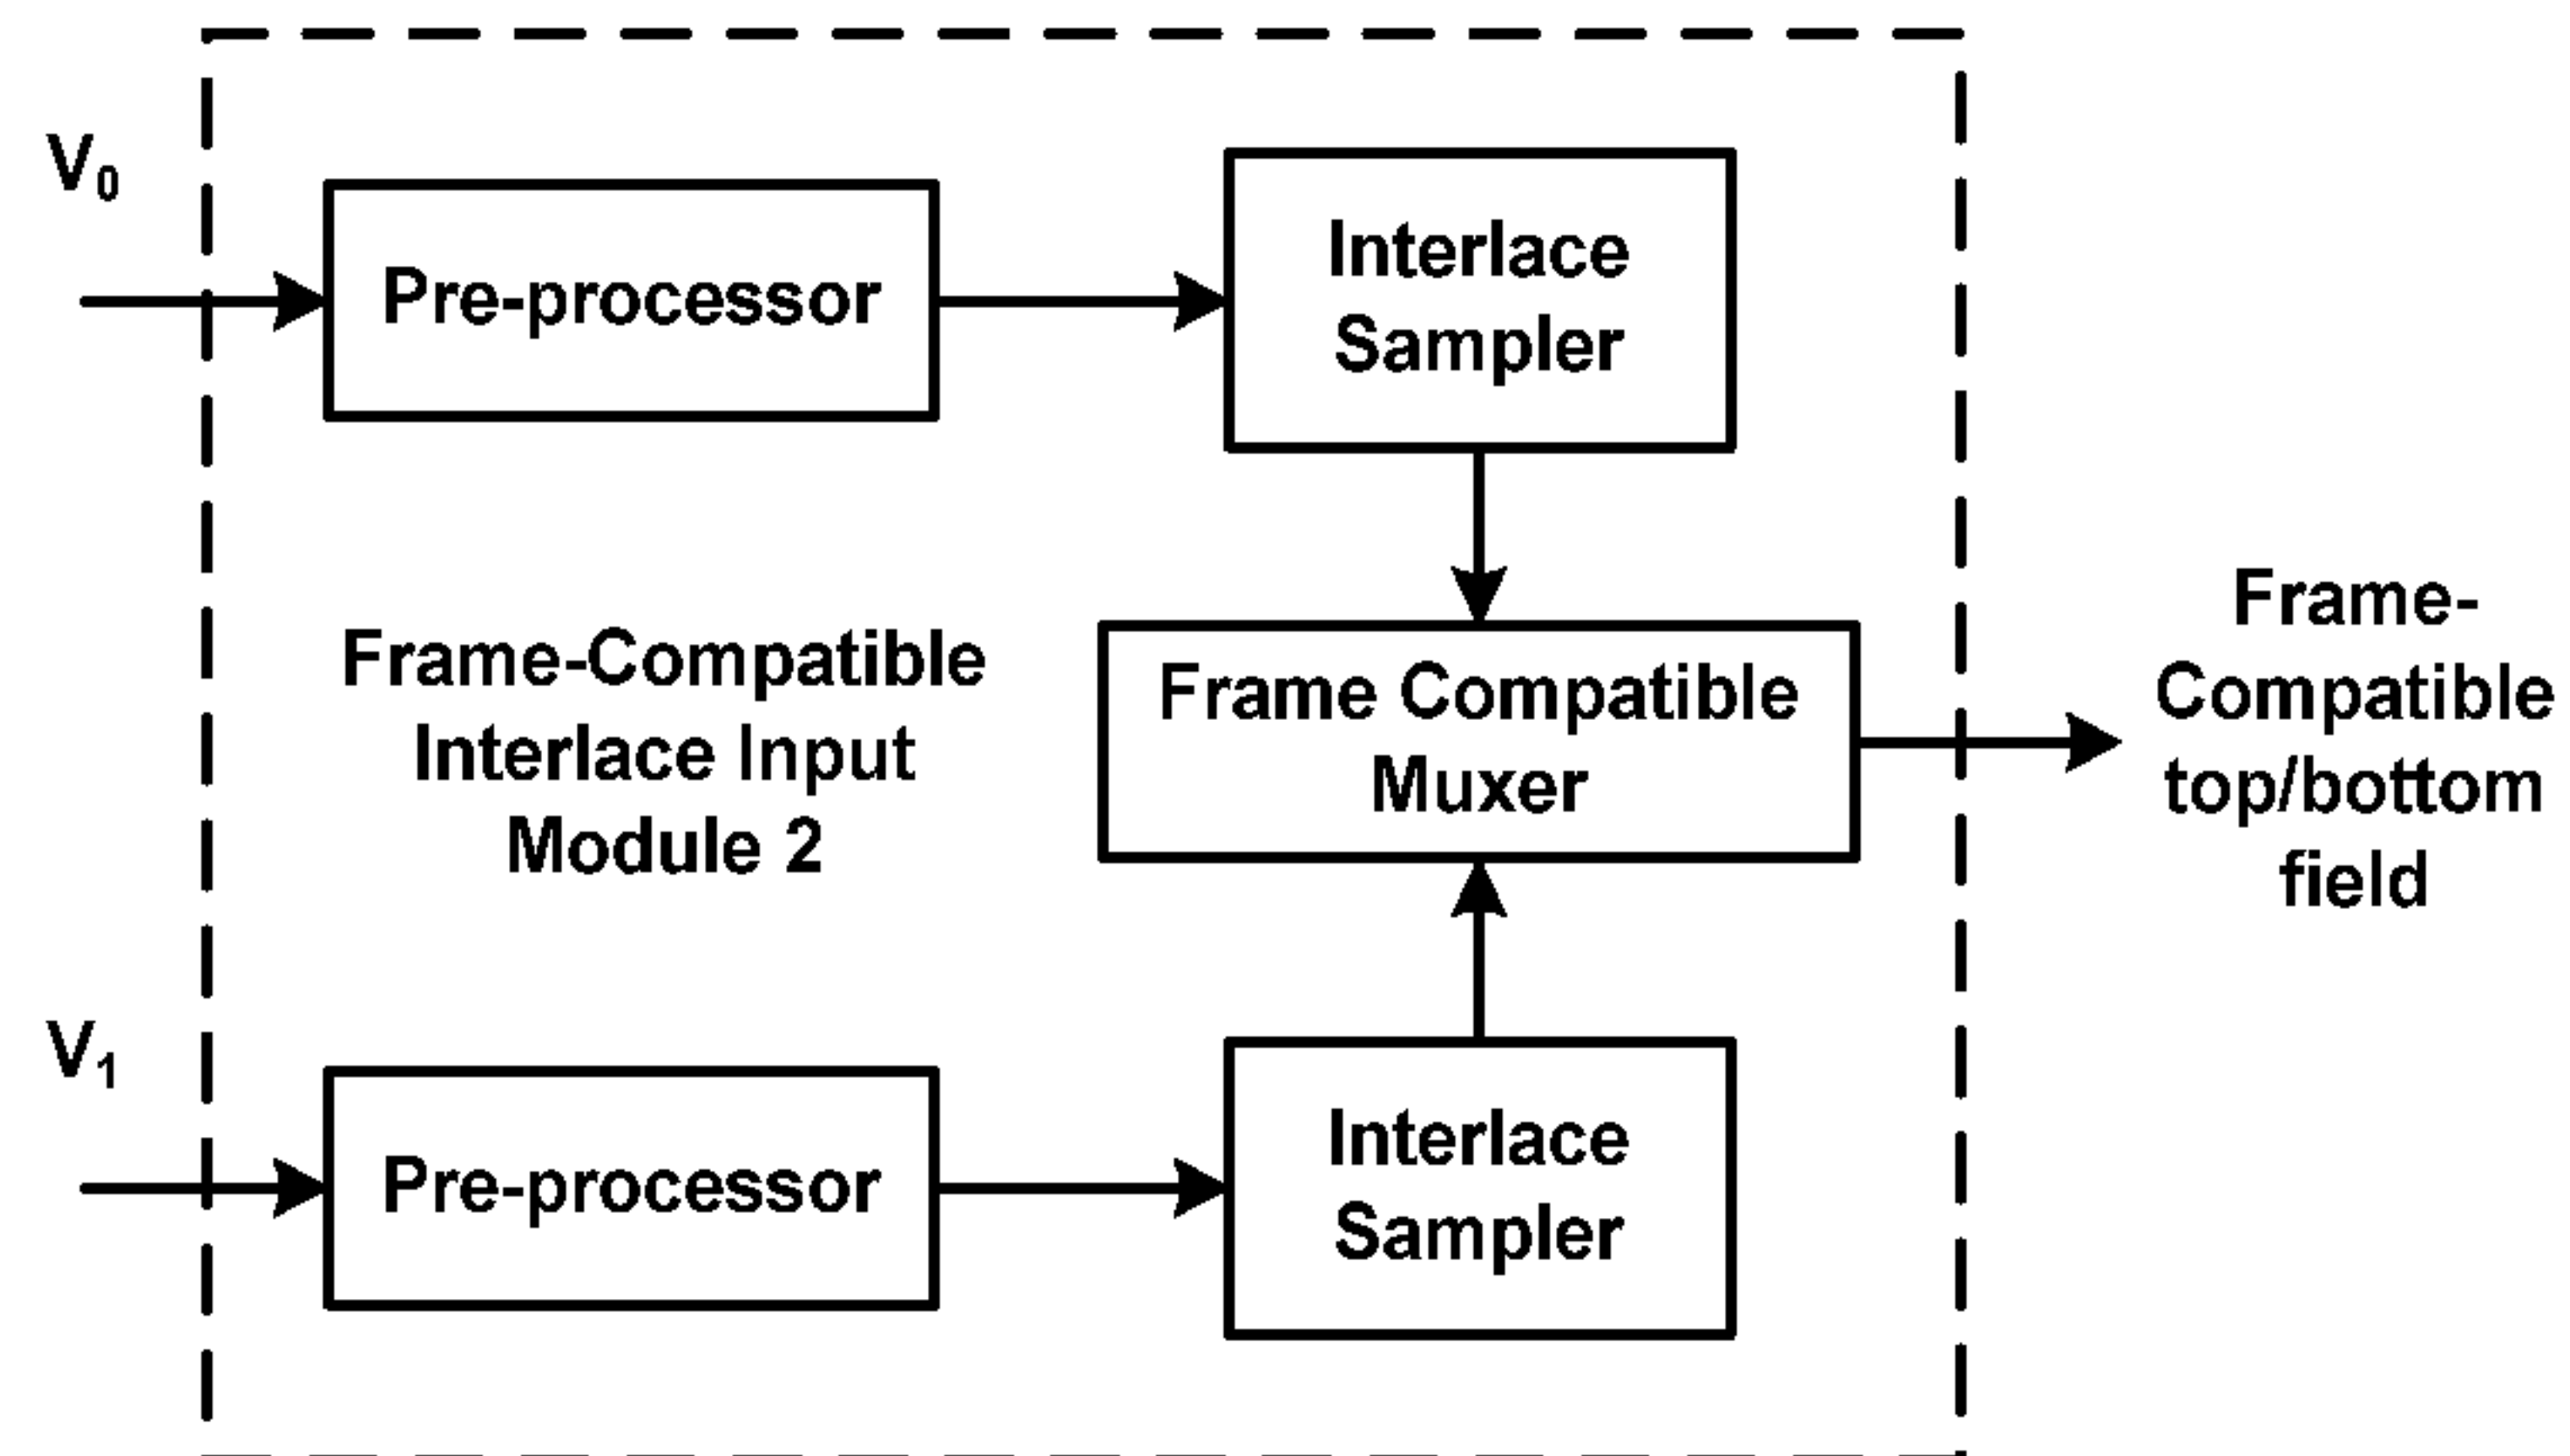 V₀
Pre-processor
Interlace
Sampler
Frame-Compatible
Interlace Input
Module 2
Frame Compatible
Muxer
Frame-
Compatible
top/bottom
field
V₁
Pre-processor
Interlace
Sampler